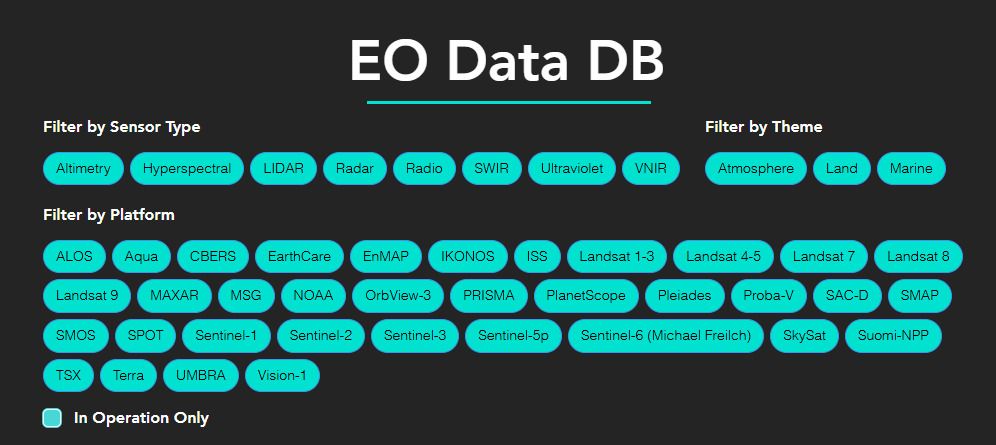 EO Data DB
Filter by Sensor Type
Altimetry Hyperspectral LIDAR Radar Radio SWIR Ultraviolet VNIR
Filter by Theme
Atmosphere Land Marine
Filter by Platform
ALOS Aqua CBERS EarthCare EnMAP IKONOS ISS Landsat 1-3 Landsat 4-5 Landsat 7 Landsat 8
Landsat 9 MAXAR MSG NOAA OrbView-3 PRISMA PlanetScope Pleiades Proba-V SAC-D SMAP
SMOS SPOT Sentinel-1 Sentinel-2 Sentinel-3 Sentinel-5p Sentinel-6 (Michael Freilch) SkySat Suomi-NPP
TSX Terra UMBRA Vision-1
In Operation Only